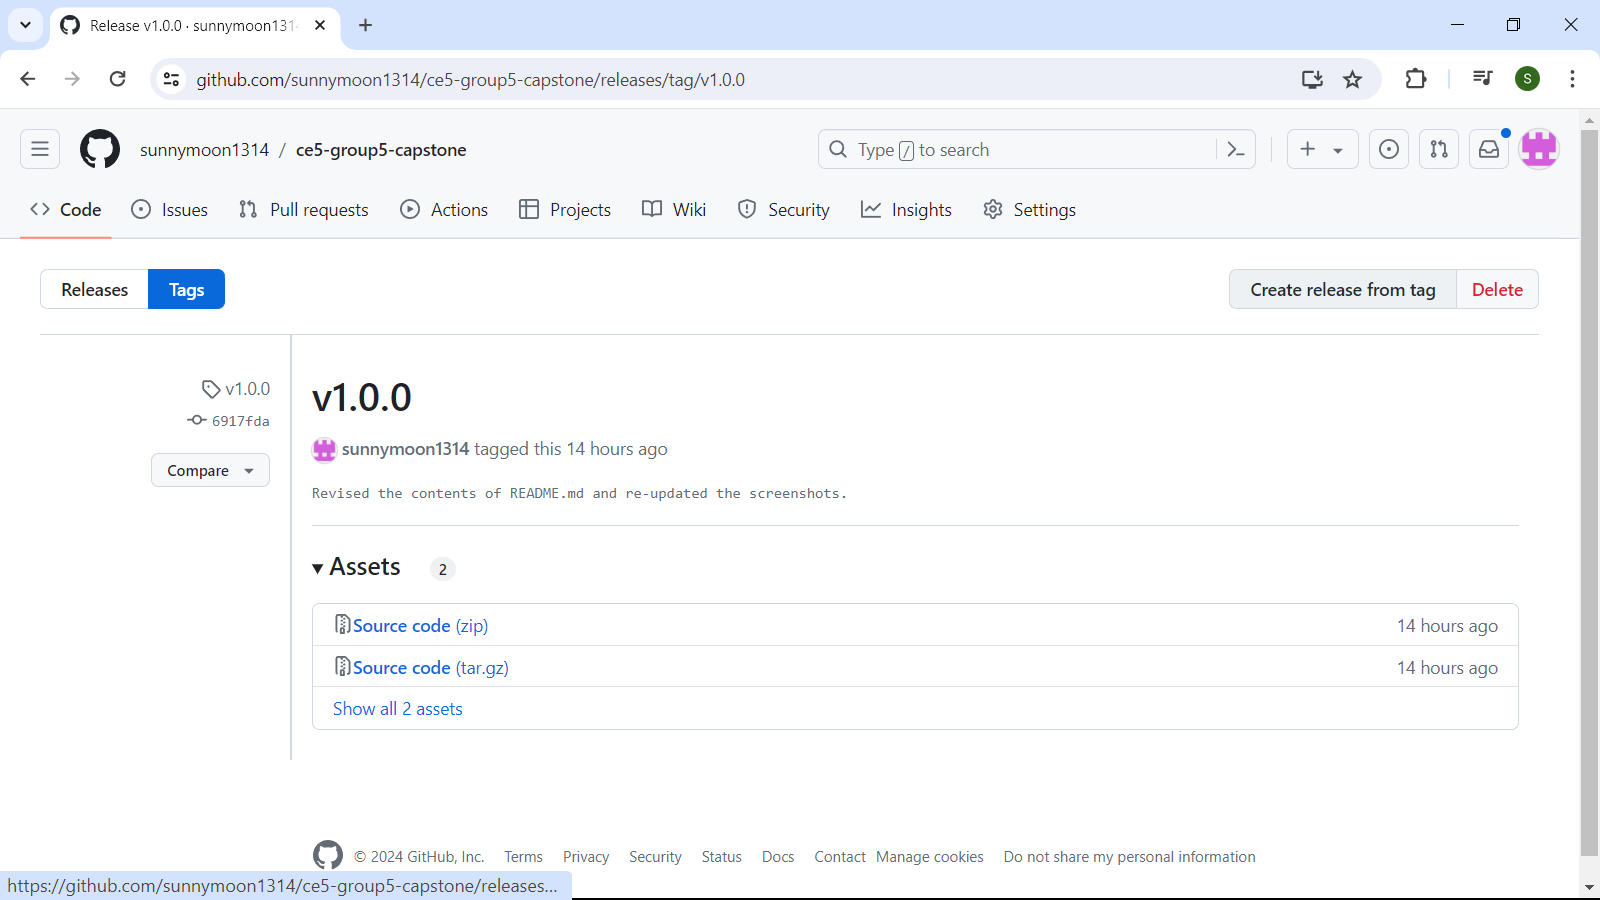 Release v1.0.0 · sunnymoon131
github.com/sunnymoon1314/ce5-group5-capstone/releases/tag/v1.0.0
S
sunnymoon1314 / ce5-group5-capstone
Type / to search
Code Issues Pull requests Actions Projects Wiki Security Insights Settings
Releases Tags Create release from tag Delete
v1.0.0
6917fda
Compare
v1.0.0
sunnymoon1314 tagged this 14 hours ago
Revised the contents of README.md and re-updated the screenshots.
Assets 2
Source code (zip) 14 hours ago
Source code (tar.gz) 14 hours ago
Show all 2 assets
© 2024 GitHub, Inc. Terms Privacy Security Status Docs Contact Manage cookies Do not share my personal information
https://github.com/sunnymoon1314/ce5-group5-capstone/releases...